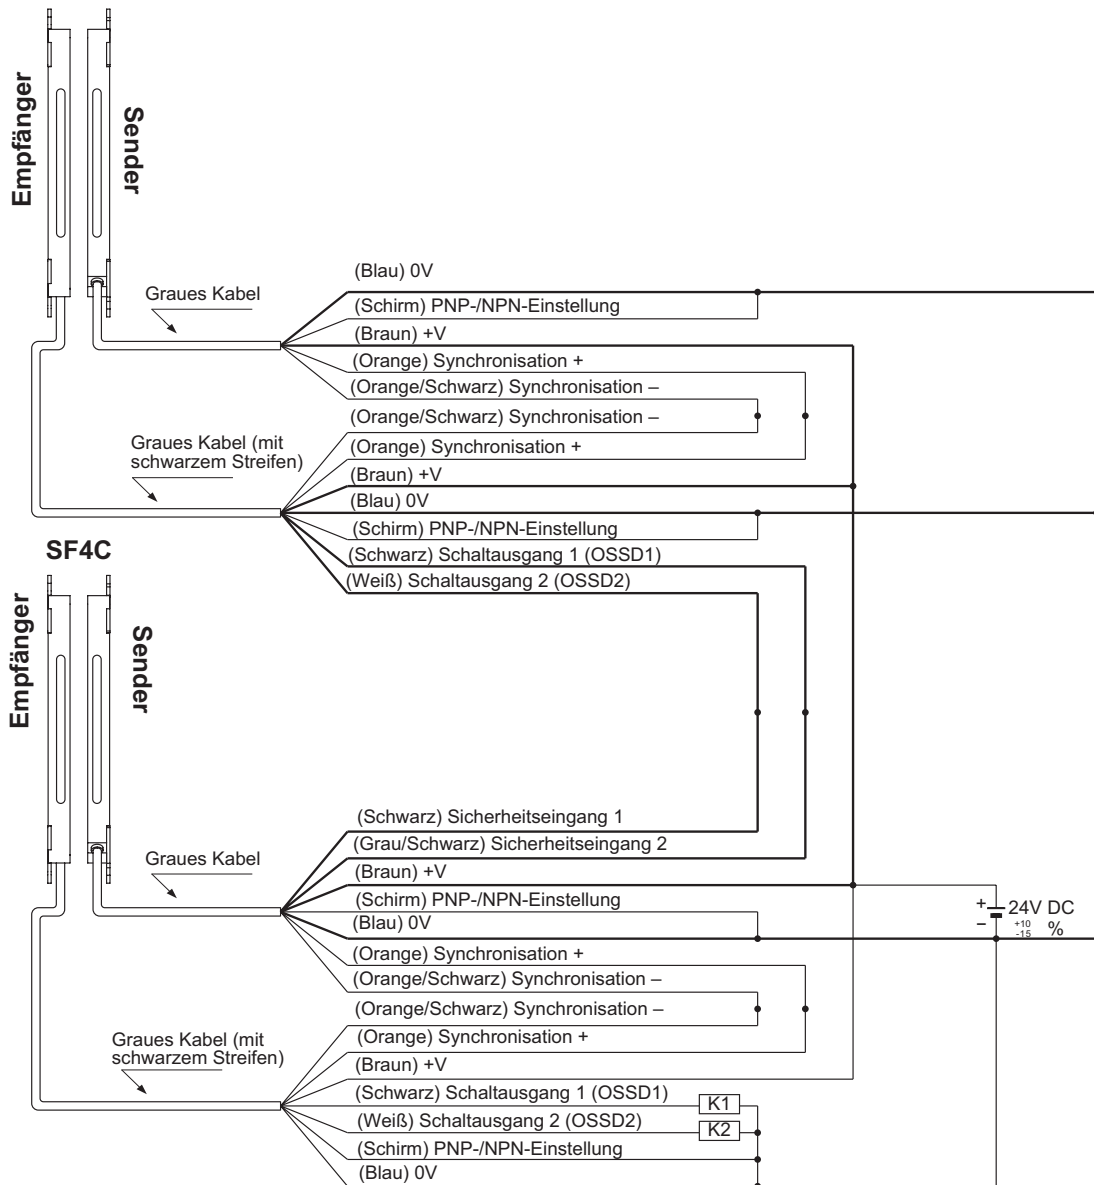 Empfänger
Sender
(Blau) 0V
Graues Kabel
(Schirm) PNP-/NPN-Einstellung
(Braun) +V
(Orange) Synchronisation +
(Orange/Schwarz) Synchronisation –
(Orange/Schwarz) Synchronisation –
Graues Kabel (mit
schwarzem Streifen)
(Orange) Synchronisation +
(Braun) +V
(Blau) 0V
(Schirm) PNP-/NPN-Einstellung
SF4C
(Schwarz) Schaltausgang 1 (OSSD1)
(Weiß) Schaltausgang 2 (OSSD2)
Empfänger
Sender
(Schwarz) Sicherheitseingang 1
(Grau/Schwarz) Sicherheitseingang 2
Graues Kabel
(Braun) +V
(Schirm) PNP-/NPN-Einstellung
(Blau) 0V
+
–
24V DC
+10
-15 %
(Orange) Synchronisation +
(Orange/Schwarz) Synchronisation –
(Orange/Schwarz) Synchronisation –
Graues Kabel (mit
schwarzem Streifen)
(Orange) Synchronisation +
(Braun) +V
(Schwarz) Schaltausgang 1 (OSSD1)
K1
(Weiß) Schaltausgang 2 (OSSD2)
K2
(Schirm) PNP-/NPN-Einstellung
(Blau) 0V